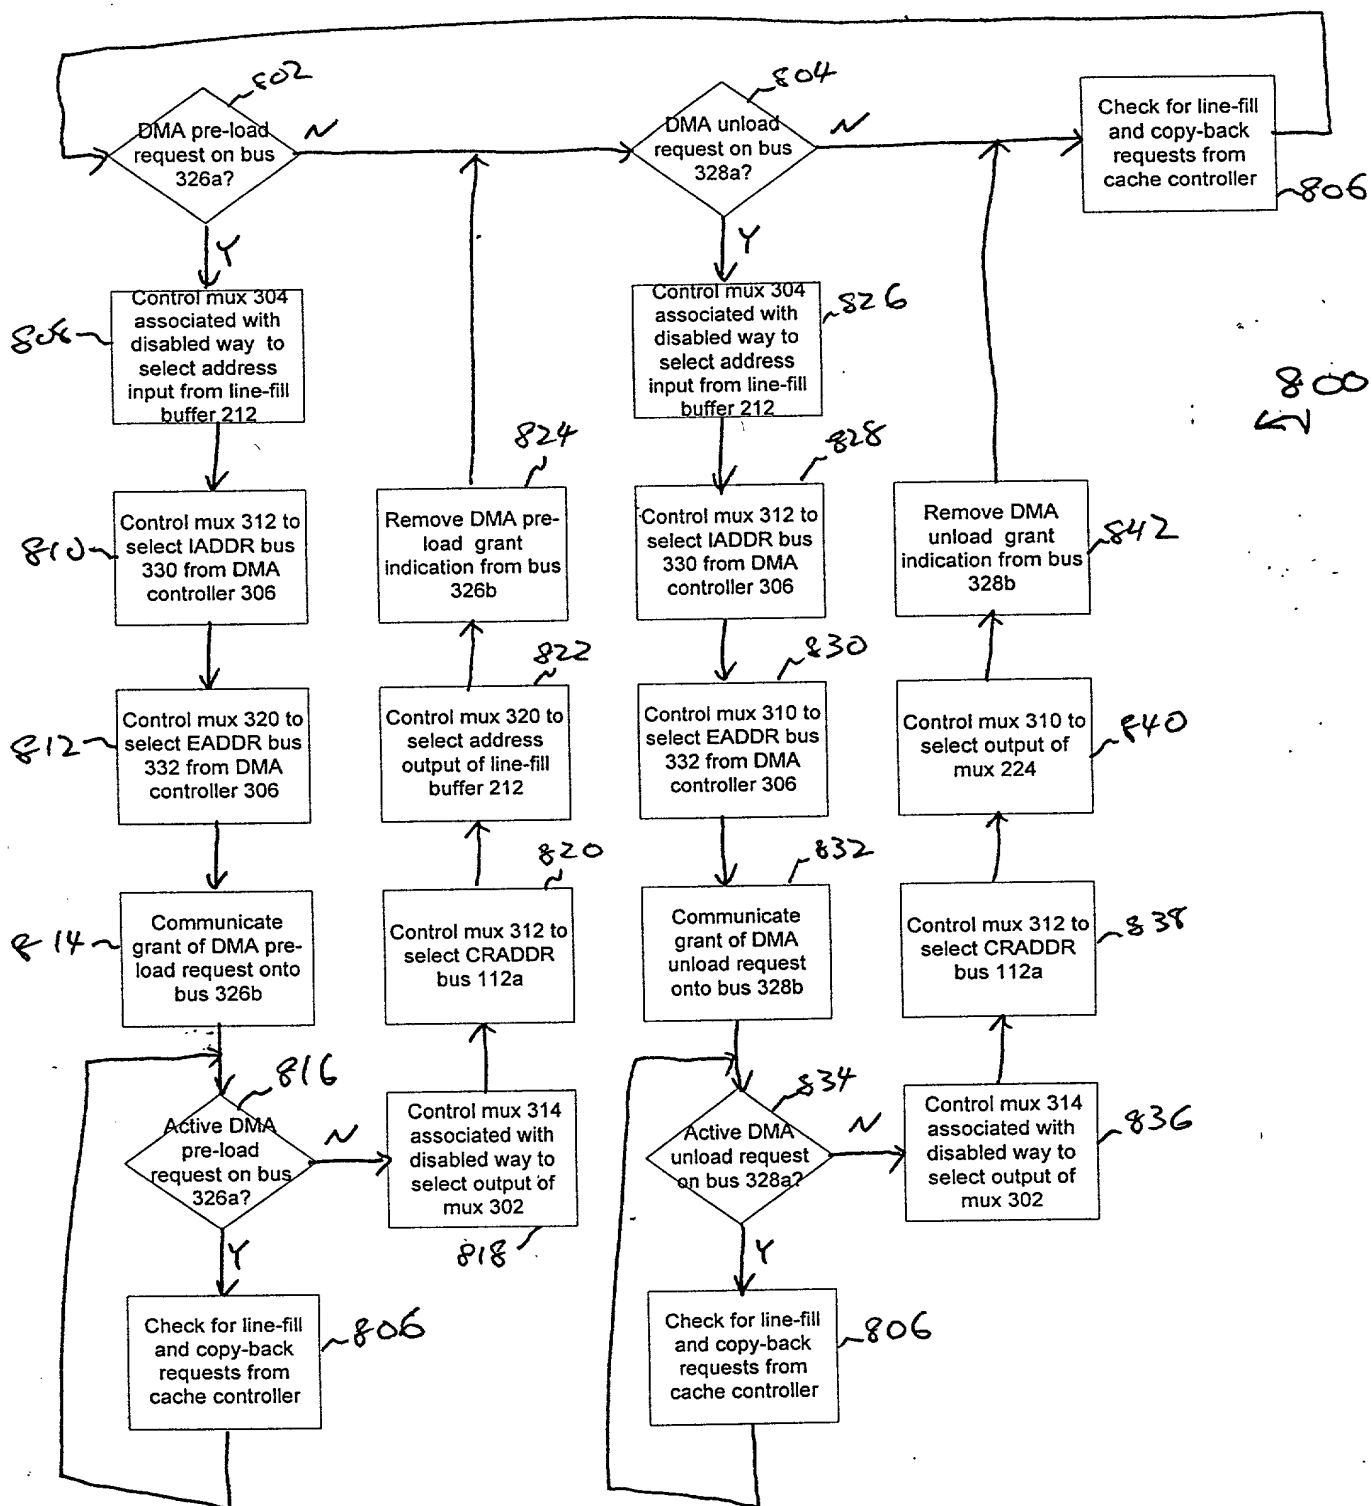 802
DMA pre-load
request on bus
326a?
N
Y
804
DMA unload
request on bus
328a?
N
Y
Check for line-fill
and copy-back
requests from
cache controller
806
800
Control mux 304
associated with
disabled way to
select address
input from line-fill
buffer 212
808
Control mux 312 to
select IADDR bus
330 from DMA
controller 306
810
Control mux 320 to
select EADDR bus
332 from DMA
controller 306
812
Communicate
grant of DMA pre-
load request onto
bus 326b
814
Active DMA
pre-load
request on bus
326a?
816
N
Y
Check for line-fill
and copy-back
requests from
cache controller
806
Control mux 314
associated with
disabled way to
select output of
mux 302
818
Control mux 312 to
select CRADDR
bus 112a
820
Control mux 320 to
select address
output of line-fill
buffer 212
822
Remove DMA pre-
load grant
indication from bus
326b
824
Control mux 304
associated with
disabled way to
select address
input from line-fill
buffer 212
826
Control mux 312 to
select IADDR bus
330 from DMA
controller 306
828
Control mux 310 to
select EADDR bus
332 from DMA
controller 306
830
Communicate
grant of DMA
unload request
onto bus 328b
832
Active DMA
unload request
on bus 328a?
834
N
Y
Check for line-fill
and copy-back
requests from
cache controller
806
Control mux 314
associated with
disabled way to
select output of
mux 302
836
Control mux 312 to
select CRADDR
bus 112a
838
Control mux 310 to
select output of
mux 224
840
Remove DMA
unload grant
indication from bus
328b
842